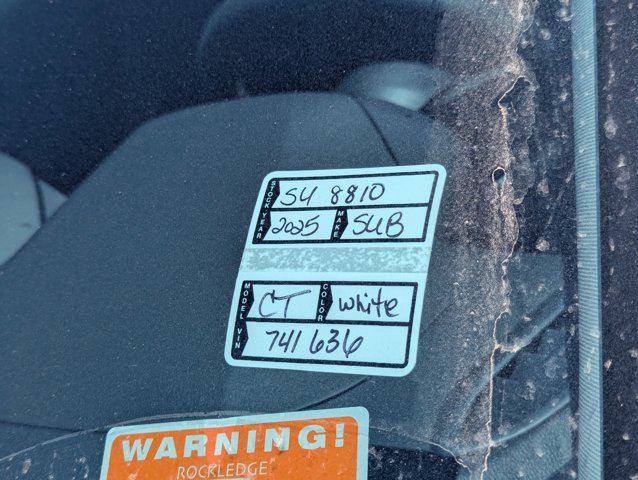 STOCK SU 8810
YEAR 2025 MAKE SUB
MODEL CT COLOR white
VIN 741636
WARNING!
ROCKLEDGE